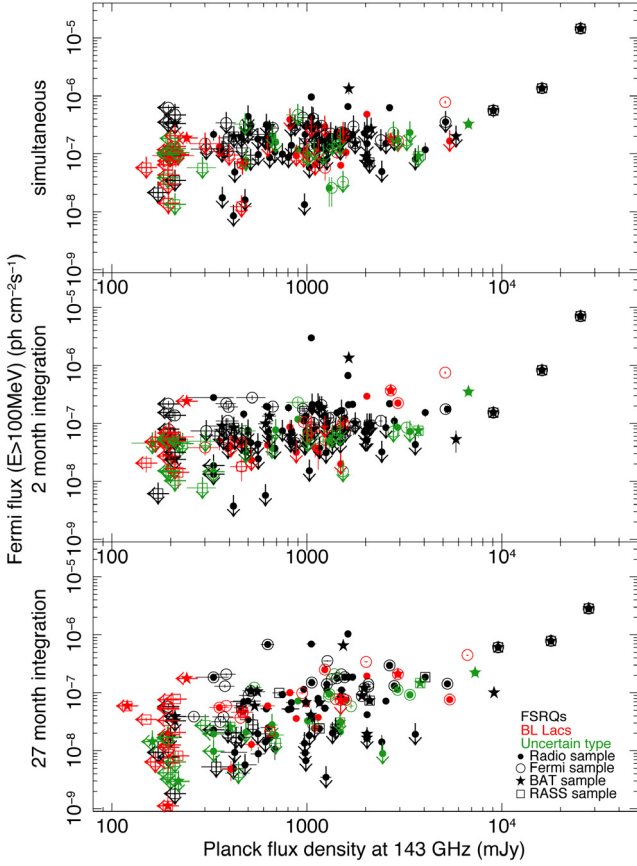 10⁻⁵
10⁻⁶
10⁻⁷
10⁻⁸
10⁻⁹
simultaneous
100 1000 10⁴
10⁻⁵
10⁻⁶
10⁻⁷
10⁻⁸
10⁻⁹
Fermi flux (E>100MeV) (ph cm⁻²s⁻¹)
2 month integration
100 1000 10⁴
10⁻⁵
10⁻⁶
10⁻⁷
10⁻⁸
10⁻⁹
27 month integration
FSRQs
BL Lacs
Uncertain type
Radio sample
Fermi sample
BAT sample
RASS sample
100 1000 10⁴
Planck flux density at 143 GHz (mJy)